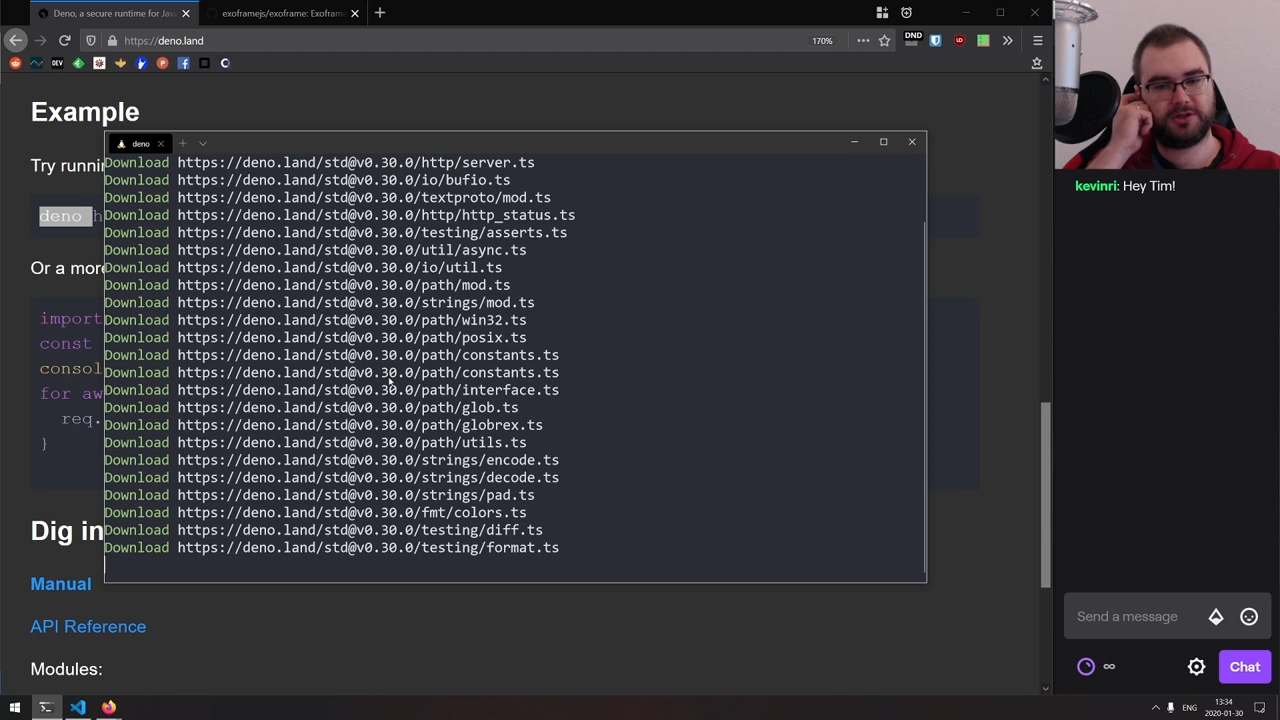 Deno, a secure runtime for Java
exoframejs/exoframe: Exofram
https://deno.land
170%
DND
DEV
Example
Try runni
deno h
Or a more
import
const
consol
for aw
req.
}
deno
Download https://deno.land/std@v0.30.0/http/server.ts
Download https://deno.land/std@v0.30.0/io/bufio.ts
Download https://deno.land/std@v0.30.0/textproto/mod.ts
Download https://deno.land/std@v0.30.0/http/http_status.ts
Download https://deno.land/std@v0.30.0/testing/asserts.ts
Download https://deno.land/std@v0.30.0/util/async.ts
Download https://deno.land/std@v0.30.0/io/util.ts
Download https://deno.land/std@v0.30.0/path/mod.ts
Download https://deno.land/std@v0.30.0/strings/mod.ts
Download https://deno.land/std@v0.30.0/path/win32.ts
Download https://deno.land/std@v0.30.0/path/posix.ts
Download https://deno.land/std@v0.30.0/path/constants.ts
Download https://deno.land/std@v0.30.0/path/constants.ts
Download https://deno.land/std@v0.30.0/path/interface.ts
Download https://deno.land/std@v0.30.0/path/glob.ts
Download https://deno.land/std@v0.30.0/path/globrex.ts
Download https://deno.land/std@v0.30.0/path/utils.ts
Download https://deno.land/std@v0.30.0/strings/encode.ts
Download https://deno.land/std@v0.30.0/strings/decode.ts
Download https://deno.land/std@v0.30.0/strings/pad.ts
Download https://deno.land/std@v0.30.0/fmt/colors.ts
Download https://deno.land/std@v0.30.0/testing/diff.ts
Download https://deno.land/std@v0.30.0/testing/format.ts
Dig in
Manual
API Reference
Modules:
kevinri: Hey Tim!
Send a message
∞
Chat
ENG
13:34
2020-01-30